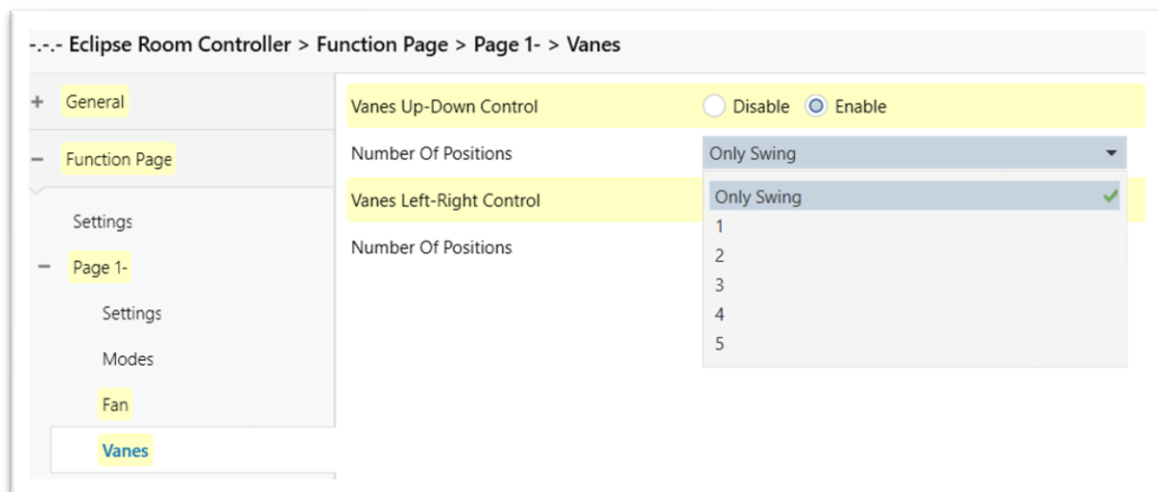 -.-.- Eclipse Room Controller > Function Page > Page 1- > Vanes
+ General
− Function Page
Settings
− Page 1-
Settings
Modes
Fan
Vanes
Vanes Up-Down Control Disable Enable
Number Of Positions Only Swing
Vanes Left-Right Control
Number Of Positions
Only Swing
1
2
3
4
5